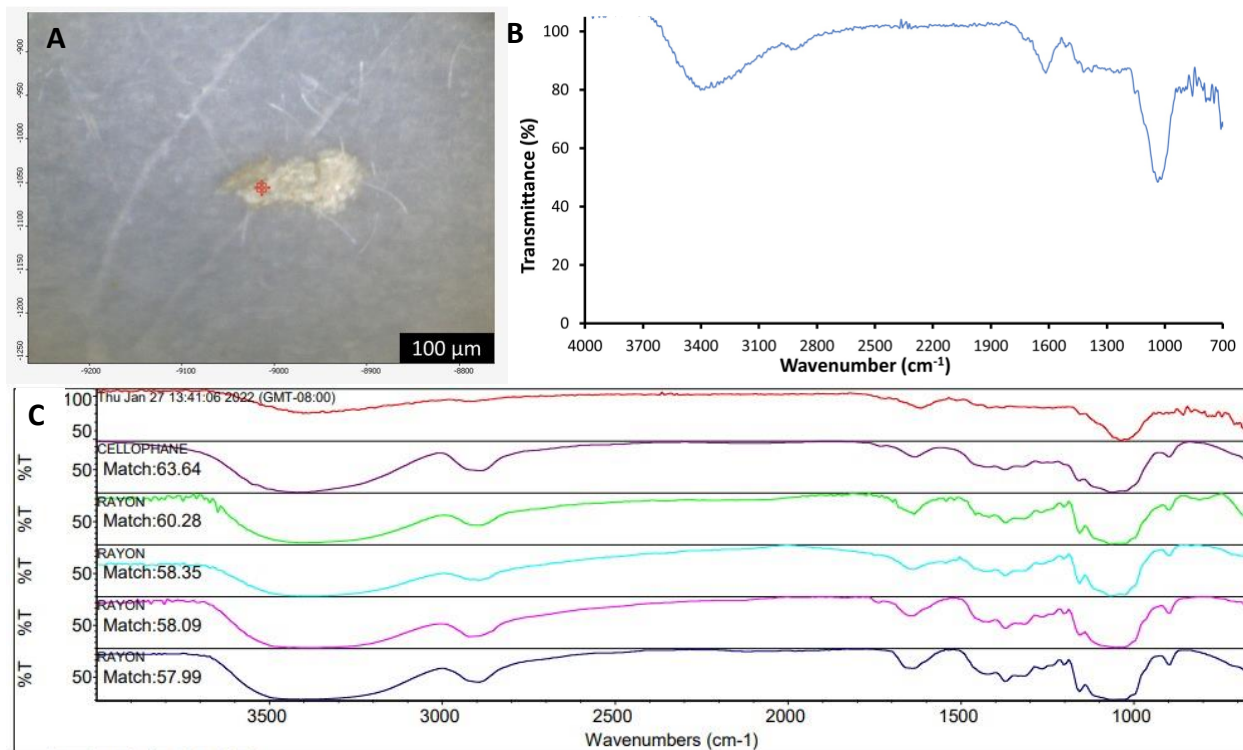 A
-900
-950
-1000
-1050
-1100
-1150
-1200
-1250
-9200
-9100
-9000
-8900
-8800
100 µm
B
Transmittance (%)
100
80
60
40
20
0
4000 3700 3400 3100 2800 2500 2200 1900 1600 1300 1000 700
Wavenumber (cm-1)
C
Thu Jan 27 13:41:06 2022 (GMT-08:00)
100
50
%T
CELLOPHANE
Match:63.64
50
%T
RAYON
Match:60.28
50
%T
RAYON
Match:58.35
50
%T
RAYON
Match:58.09
50
%T
RAYON
Match:57.99
50
3500 3000 2500 2000 1500 1000
Wavenumbers (cm-1)